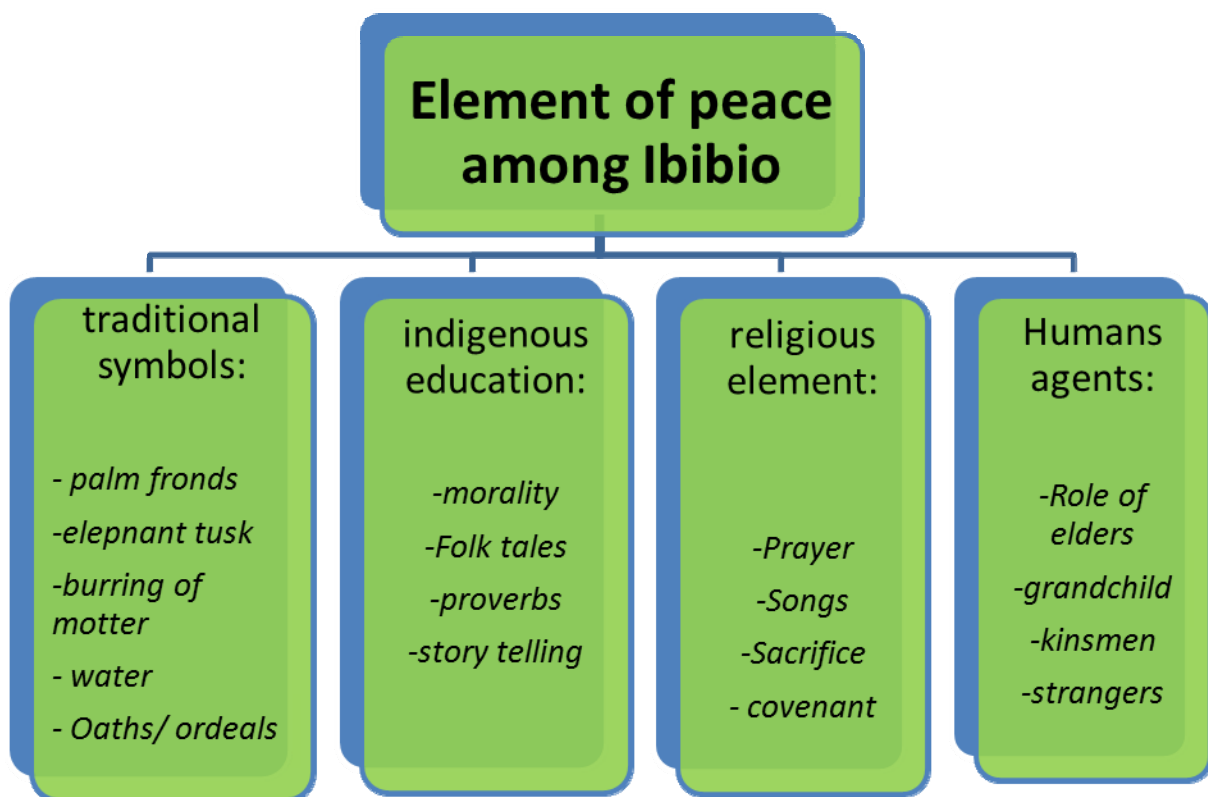 Element of peace
among Ibibio
traditional
symbols:
- palm fronds
-elepnant tusk
-burring of
motter
- water
- Oaths/ ordeals
indigenous
education:
-morality
-Folk tales
-proverbs
-story telling
religious
element:
-Prayer
-Songs
-Sacrifice
- covenant
Humans
agents:
-Role of
elders
-grandchild
-kinsmen
-strangers